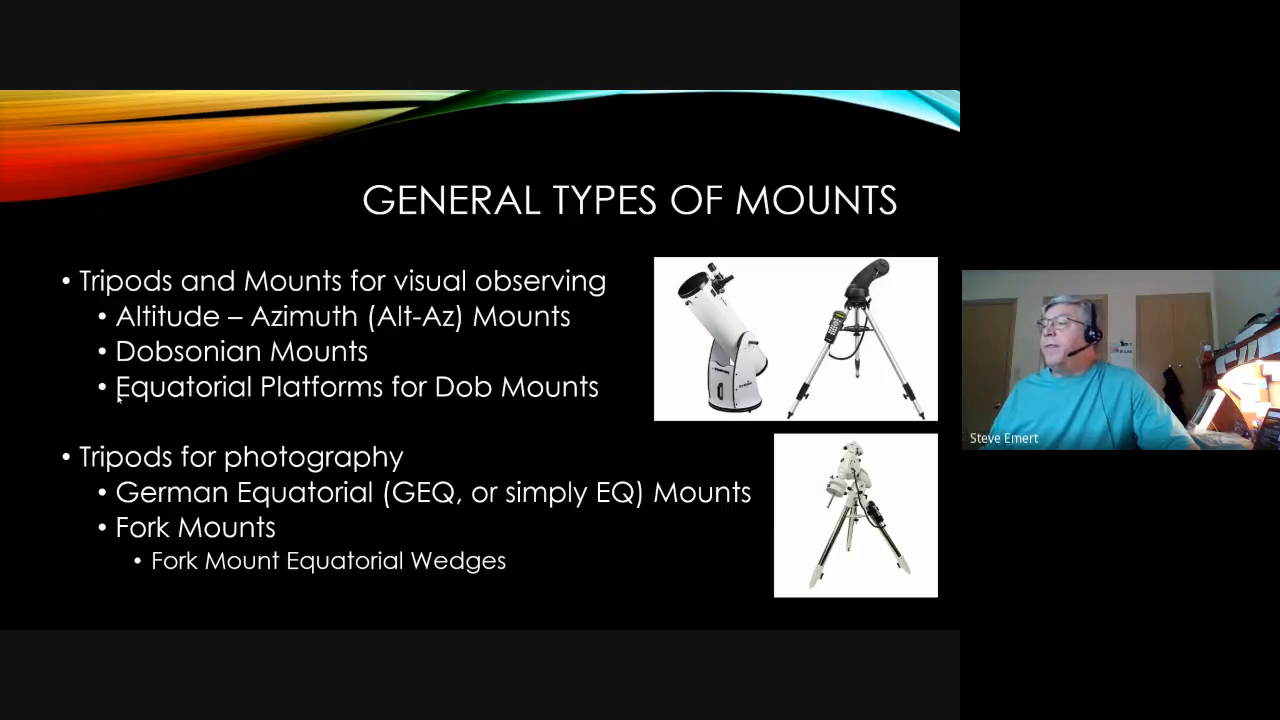 GENERAL TYPES OF MOUNTS
• Tripods and Mounts for visual observing
• Altitude – Azimuth (Alt-Az) Mounts
• Dobsonian Mounts
• Equatorial Platforms for Dob Mounts
• Tripods for photography
• German Equatorial (GEQ, or simply EQ) Mounts
• Fork Mounts
• Fork Mount Equatorial Wedges
Steve Emert